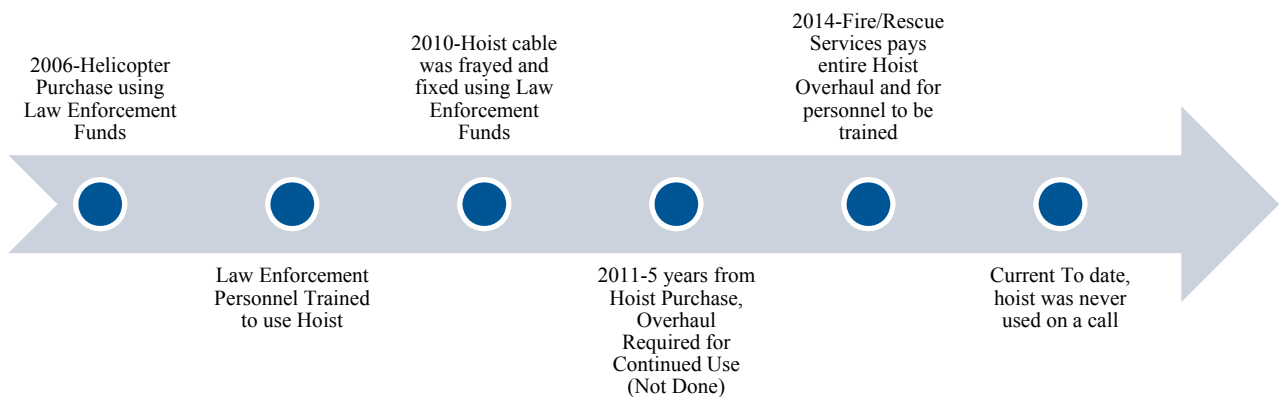 2006-Helicopter
Purchase using
Law Enforcement
Funds
Law Enforcement
Personnel Trained
to use Hoist
2010-Hoist cable
was frayed and
fixed using Law
Enforcement
Funds
2011-5 years from
Hoist Purchase,
Overhaul
Required for
Continued Use
(Not Done)
2014-Fire/Rescue
Services pays
entire Hoist
Overhaul and for
personnel to be
trained
Current To date,
hoist was never
used on a call